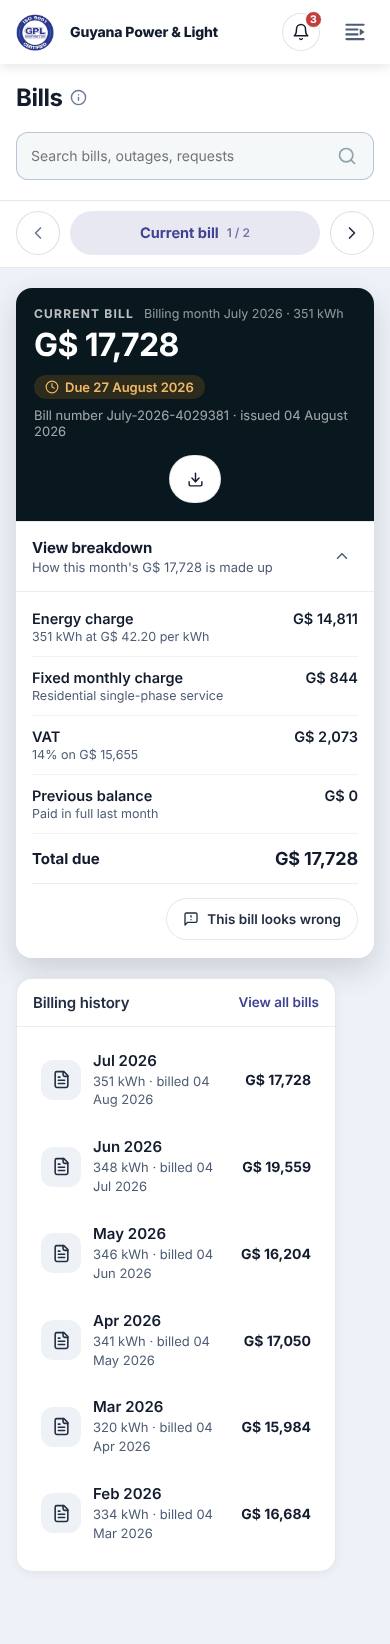 ISO 9001
GPL
CERTIFIED
Guyana Power & Light
3
Bills
Search bills, outages, requests
Current bill 1 / 2
CURRENT BILL Billing month July 2026 · 351 kWh
G$ 17,728
Due 27 August 2026
Bill number July-2026-4029381 · issued 04 August
2026
View breakdown
How this month's G$ 17,728 is made up
Energy charge G$ 14,811
351 kWh at G$ 42.20 per kWh
Fixed monthly charge G$ 844
Residential single-phase service
VAT G$ 2,073
14% on G$ 15,655
Previous balance G$ 0
Paid in full last month
Total due G$ 17,728
This bill looks wrong
Billing history View all bills
Jul 2026
351 kWh · billed 04 G$ 17,728
Aug 2026
Jun 2026
348 kWh · billed 04 G$ 19,559
Jul 2026
May 2026
346 kWh · billed 04 G$ 16,204
Jun 2026
Apr 2026
341 kWh · billed 04 G$ 17,050
May 2026
Mar 2026
320 kWh · billed 04 G$ 15,984
Apr 2026
Feb 2026
334 kWh · billed 04 G$ 16,684
Mar 2026